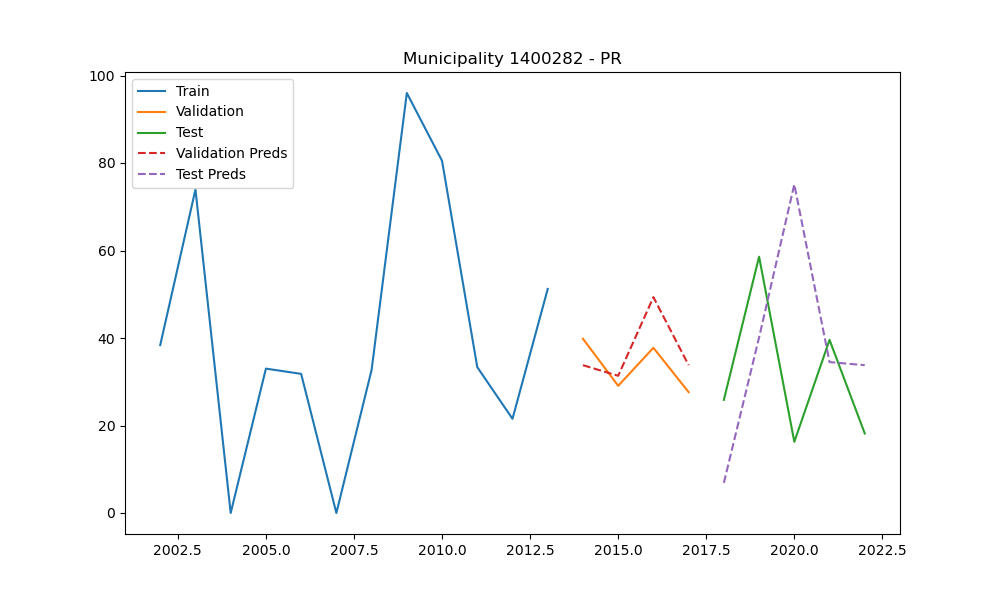 Municipality 1400282 - PR
Train
Validation
Test
Validation Preds
Test Preds
100
80
60
40
20
0
2002.5 2005.0 2007.5 2010.0 2012.5 2015.0 2017.5 2020.0 2022.5